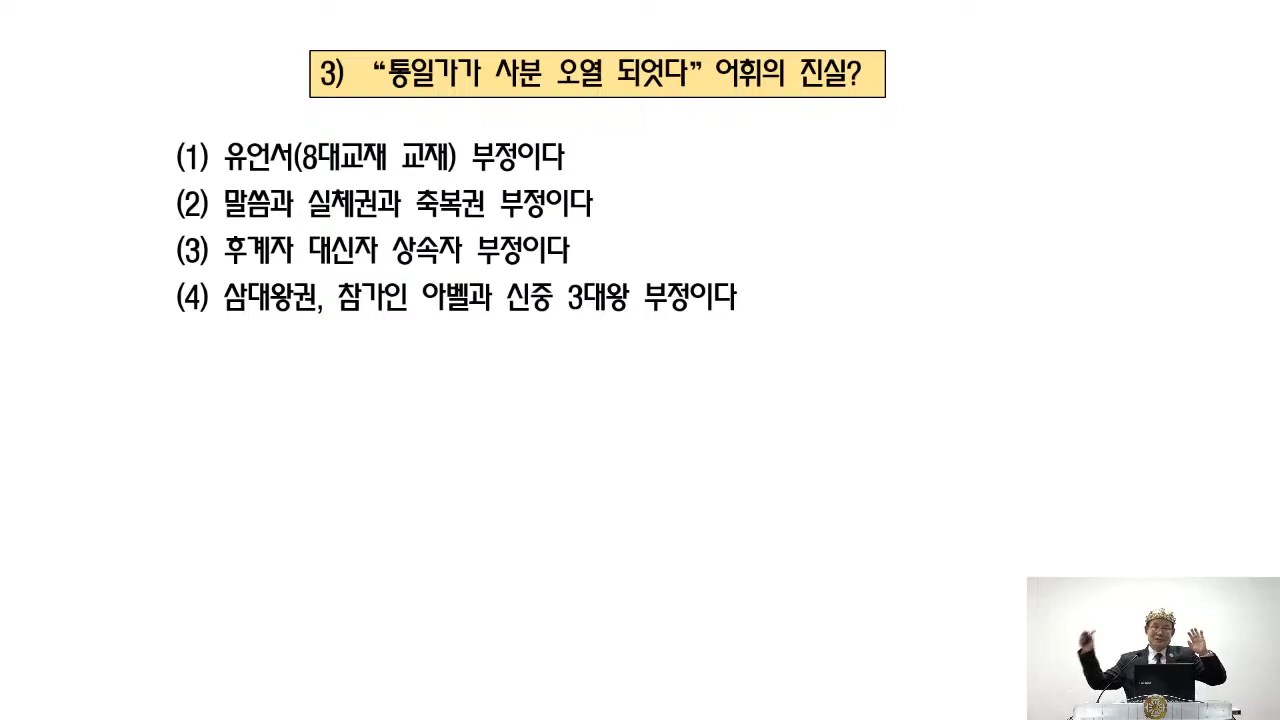 3) “통일가가 사분 오열 되엇다” 어휘의 진실?
(1) 유언서(8대교재 교재) 부정이다
(2) 말씀과 실체권과 축복권 부정이다
(3) 후계자 대신자 상속자 부정이다
(4) 삼대왕권, 참가인 아벨과 신중 3대왕 부정이다